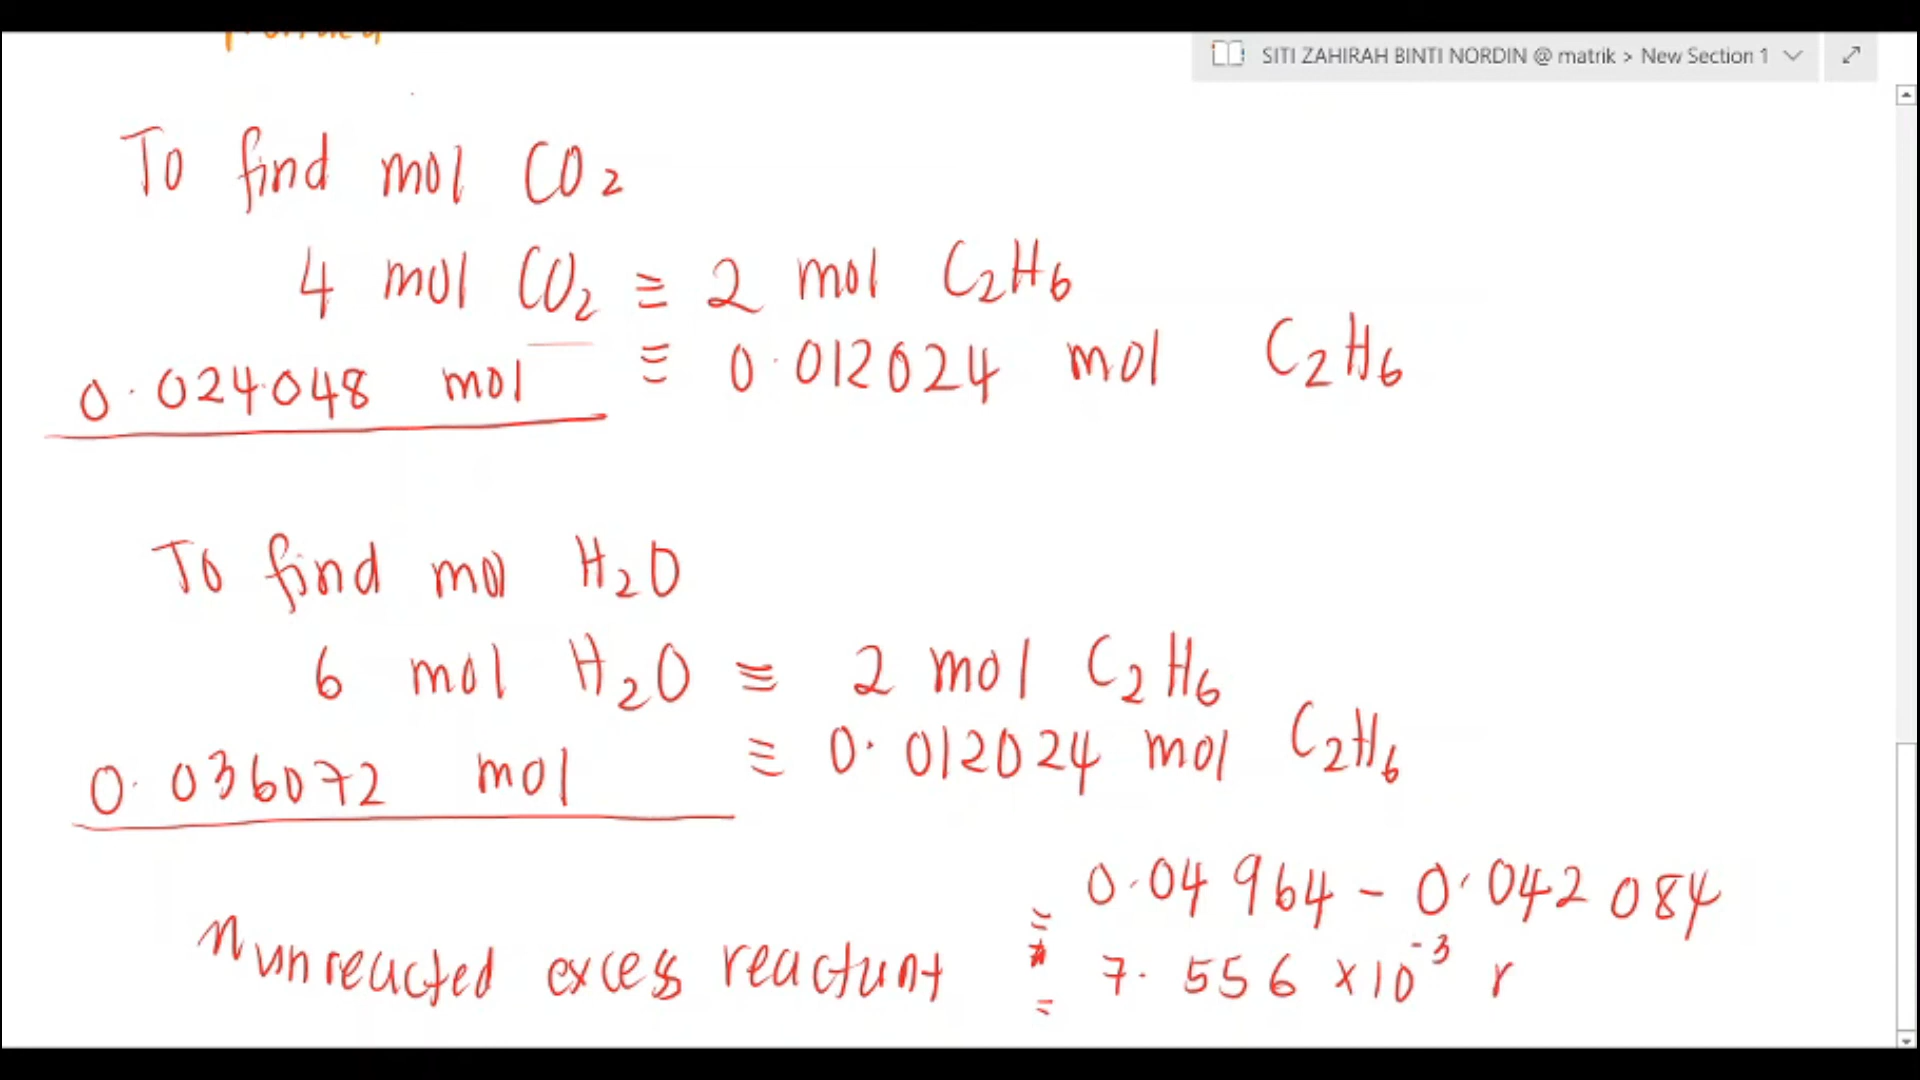 SITI ZAHIRAH BINTI NORDIN @ matrik > New Section 1
To find mol CO₂
4 mol CO₂ ≡ 2 mol C₂H₆
0.024048 mol ≡ 0.012024 mol C₂H₆
To find mol H₂O
6 mol H₂O ≡ 2 mol C₂H₆
0.036072 mol ≡ 0.012024 mol C₂H₆
n unreacted excess reactant = 0.04964 - 0.042084
= 7.556 x10⁻³